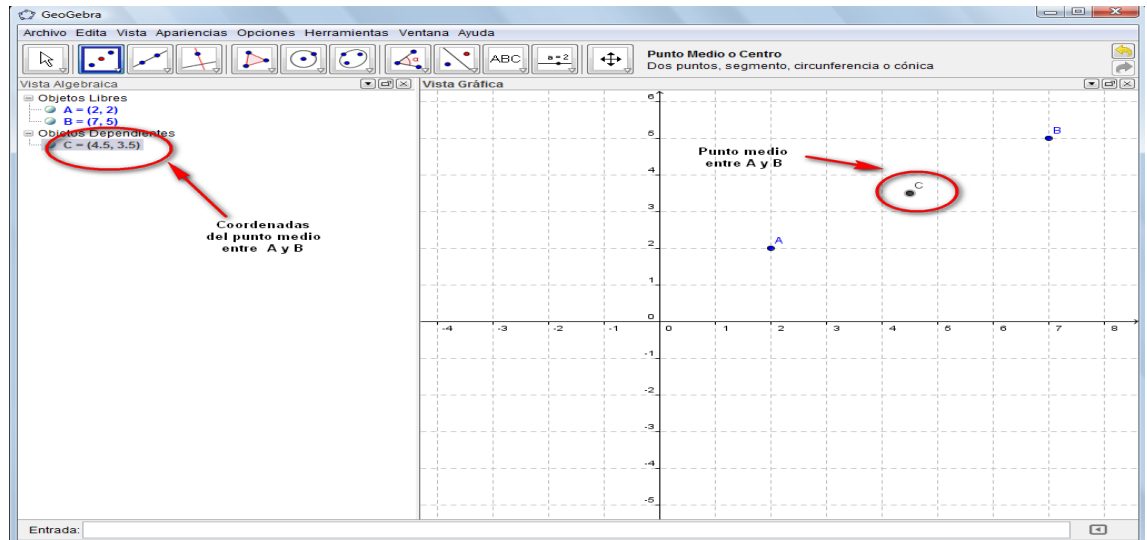 GeoGebra
Archivo Edita Vista Apariencias Opciones Herramientas Ventana Ayuda
ABC
a=2
Punto Medio o Centro
Dos puntos, segmento, circunferencia o cónica
Vista Algebraica
Vista Gráfica
Objetos Libres
A = (2, 2)
B = (7, 5)
Objetos Dependientes
C = (4.5, 3.5)
Coordenadas
del punto medio
entre A y B
Punto medio
entre A y B
A
B
C
6
5
4
3
2
1
0
-1
-2
-3
-4
-5
-4 -3 -2 -1 0 1 2 3 4 5 6 7 8
Entrada: